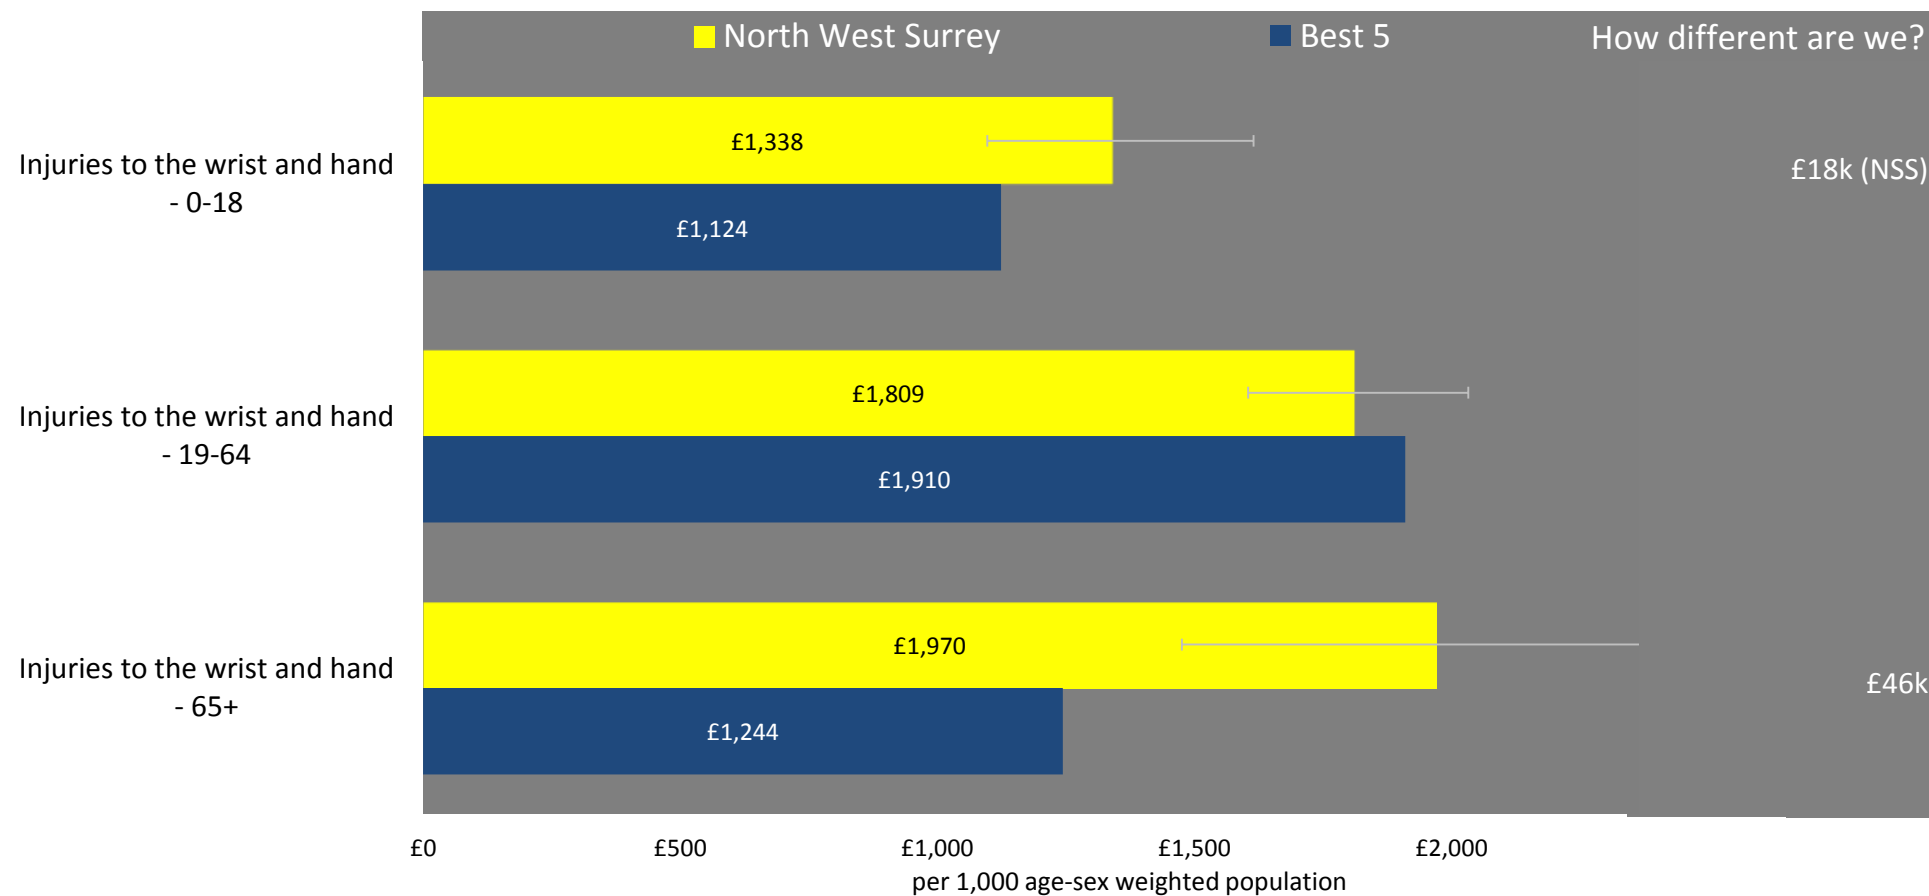 North West Surrey
Best 5
How different are we?
Injuries to the wrist and hand
- 0-18
£1,338
£1,124
£18k (NSS)
Injuries to the wrist and hand
- 19-64
£1,809
£1,910
Injuries to the wrist and hand
- 65+
£1,970
£1,244
£46k
£0 £500 £1,000 £1,500 £2,000
per 1,000 age-sex weighted population